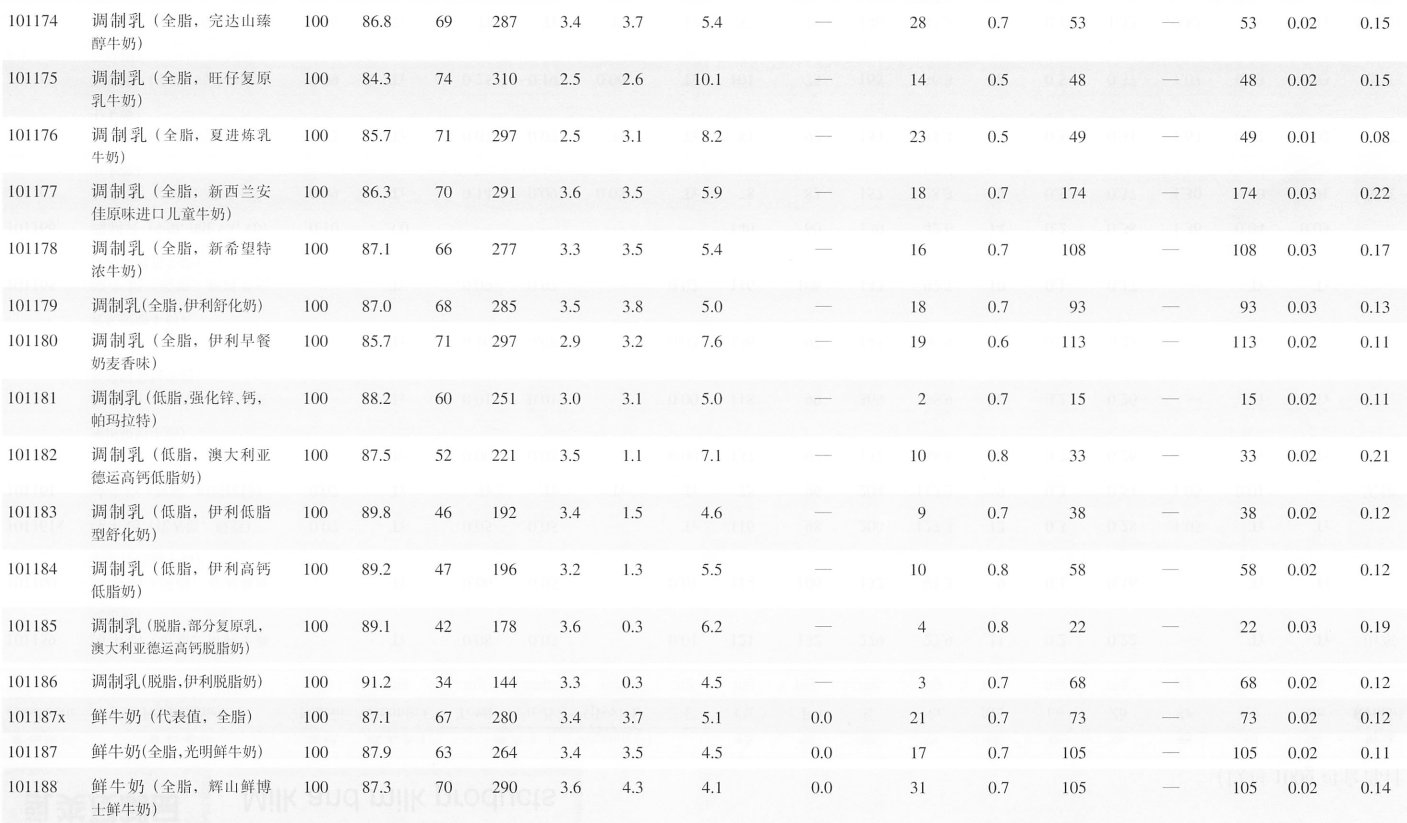 101174 调制乳（全脂，完达山臻 100 86.8 69 287 3.4 3.7 5.4 — 28 0.7 53 — 53 0.02 0.15
醇牛奶）
101175 调制乳（全脂，旺仔复原 100 84.3 74 310 2.5 2.6 10.1 — 14 0.5 48 — 48 0.02 0.15
乳牛奶）
101176 调制乳（全脂，夏进炼乳 100 85.7 71 297 2.5 3.1 8.2 — 23 0.5 49 — 49 0.01 0.08
牛奶）
101177 调制乳（全脂，新西兰安 100 86.3 70 291 3.6 3.5 5.9 — 18 0.7 174 — 174 0.03 0.22
佳原味进口儿童牛奶）
101178 调制乳（全脂，新希望特 100 87.1 66 277 3.3 3.5 5.4 — 16 0.7 108 — 108 0.03 0.17
浓牛奶）
101179 调制乳(全脂,伊利舒化奶) 100 87.0 68 285 3.5 3.8 5.0 — 18 0.7 93 — 93 0.03 0.13
101180 调制乳（全脂，伊利早餐 100 85.7 71 297 2.9 3.2 7.6 — 19 0.6 113 — 113 0.02 0.11
奶麦香味）
101181 调制乳(低脂,强化锌、钙, 100 88.2 60 251 3.0 3.1 5.0 — 2 0.7 15 — 15 0.02 0.11
帕玛拉特）
101182 调制乳（低脂，澳大利亚 100 87.5 52 221 3.5 1.1 7.1 — 10 0.8 33 — 33 0.02 0.21
德运高钙低脂奶）
101183 调制乳（低脂，伊利低脂 100 89.8 46 192 3.4 1.5 4.6 — 9 0.7 38 — 38 0.02 0.12
型舒化奶）
101184 调制乳（低脂，伊利高钙 100 89.2 47 196 3.2 1.3 5.5 — 10 0.8 58 — 58 0.02 0.12
低脂奶）
101185 调制乳(脱脂,部分复原乳, 100 89.1 42 178 3.6 0.3 6.2 — 4 0.8 22 — 22 0.03 0.19
澳大利亚德运高钙脱脂奶）
101186 调制乳(脱脂,伊利脱脂奶) 100 91.2 34 144 3.3 0.3 4.5 — 3 0.7 68 — 68 0.02 0.12
101187x 鲜牛奶（代表值，全脂） 100 87.1 67 280 3.4 3.7 5.1 0.0 21 0.7 73 — 73 0.02 0.12
101187 鲜牛奶(全脂,光明鲜牛奶) 100 87.9 63 264 3.4 3.5 4.5 0.0 17 0.7 105 — 105 0.02 0.11
101188 鲜牛奶（全脂，辉山鲜博 100 87.3 70 290 3.6 4.3 4.1 0.0 31 0.7 105 — 105 0.02 0.14
士鲜牛奶）